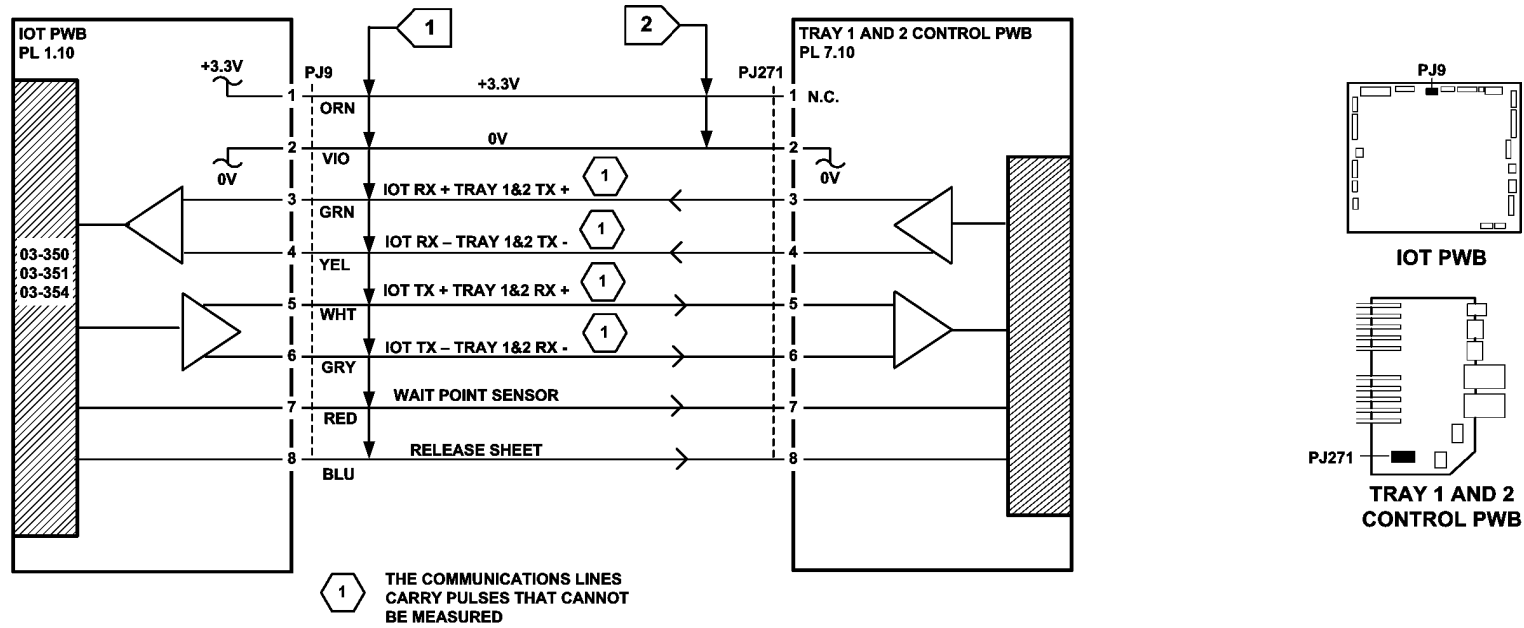 1
2
IOT PWB
PL 1.10
TRAY 1 AND 2 CONTROL PWB
PL 7.10
+3.3V
PJ9
+3.3V
PJ271
1
ORN
1
N.C.
2
VIO
0V
2
0V
0V
IOT RX + TRAY 1&2 TX +
1
3
GRN
3
IOT RX – TRAY 1&2 TX -
1
4
YEL
4
03-350
03-351
03-354
IOT TX + TRAY 1&2 RX +
1
5
WHT
5
IOT TX – TRAY 1&2 RX -
1
6
GRY
6
WAIT POINT SENSOR
7
RED
7
RELEASE SHEET
8
BLU
8
1
THE COMMUNICATIONS LINES
CARRY PULSES THAT CANNOT
BE MEASURED
PJ9
IOT PWB
PJ271
TRAY 1 AND 2
CONTROL PWB